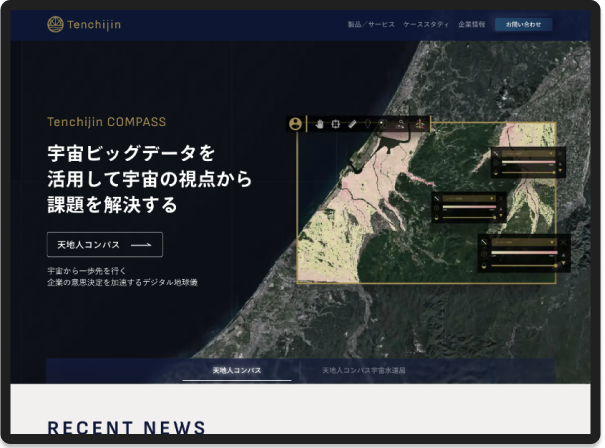 Tenchijin
製品/サービス ケーススタディ 企業情報 お問い合わせ
Tenchijin COMPASS
宇宙ビッグデータを
活用して宇宙の視点から
課題を解決する
天地人コンパス
宇宙から一歩先を行く
企業の意思決定を加速するデジタル地球儀
天地人コンパス 天地人コンパス宇宙水道局
RECENT NEWS